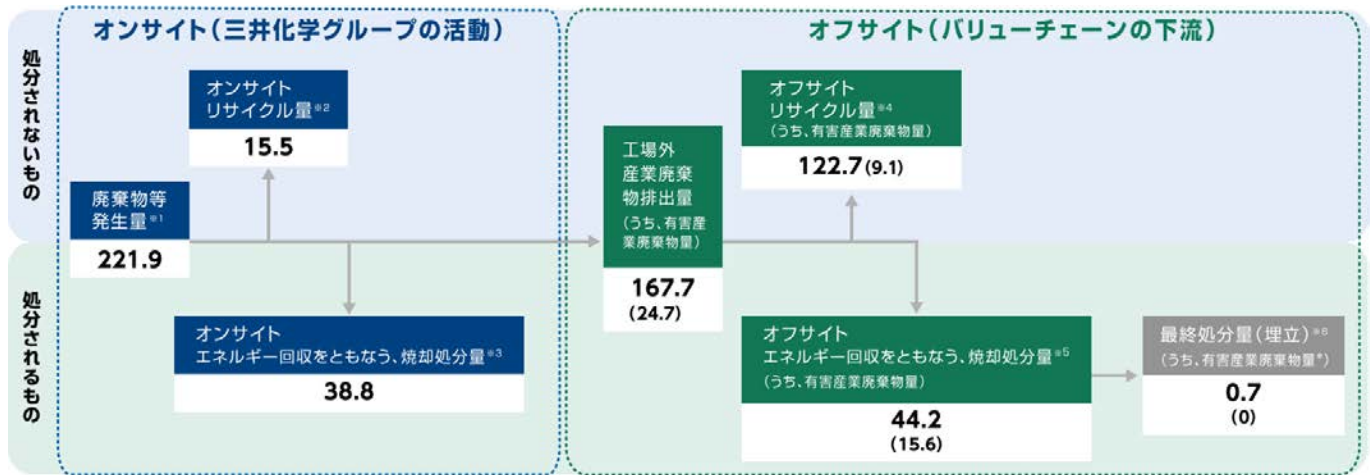 オンサイト(三井化学グループの活動)
オフサイト(バリューチェーンの下流)
処分されないもの
オンサイト
リサイクル量※2
15.5
オフサイト
リサイクル量※4
(うち、有害産業廃棄物量)
122.7(9.1)
廃棄物等
発生量※1
221.9
工場外
産業廃棄
物排出量
(うち、有害産
業廃棄物量)
167.7
(24.7)
処分されるもの
オンサイト
エネルギー回収をともなう、焼却処分量※3
38.8
オフサイト
エネルギー回収をともなう、焼却処分量※5
(うち、有害産業廃棄物量)
44.2
(15.6)
最終処分量(埋立)※6
(うち、有害産業廃棄物量*)
0.7
(0)